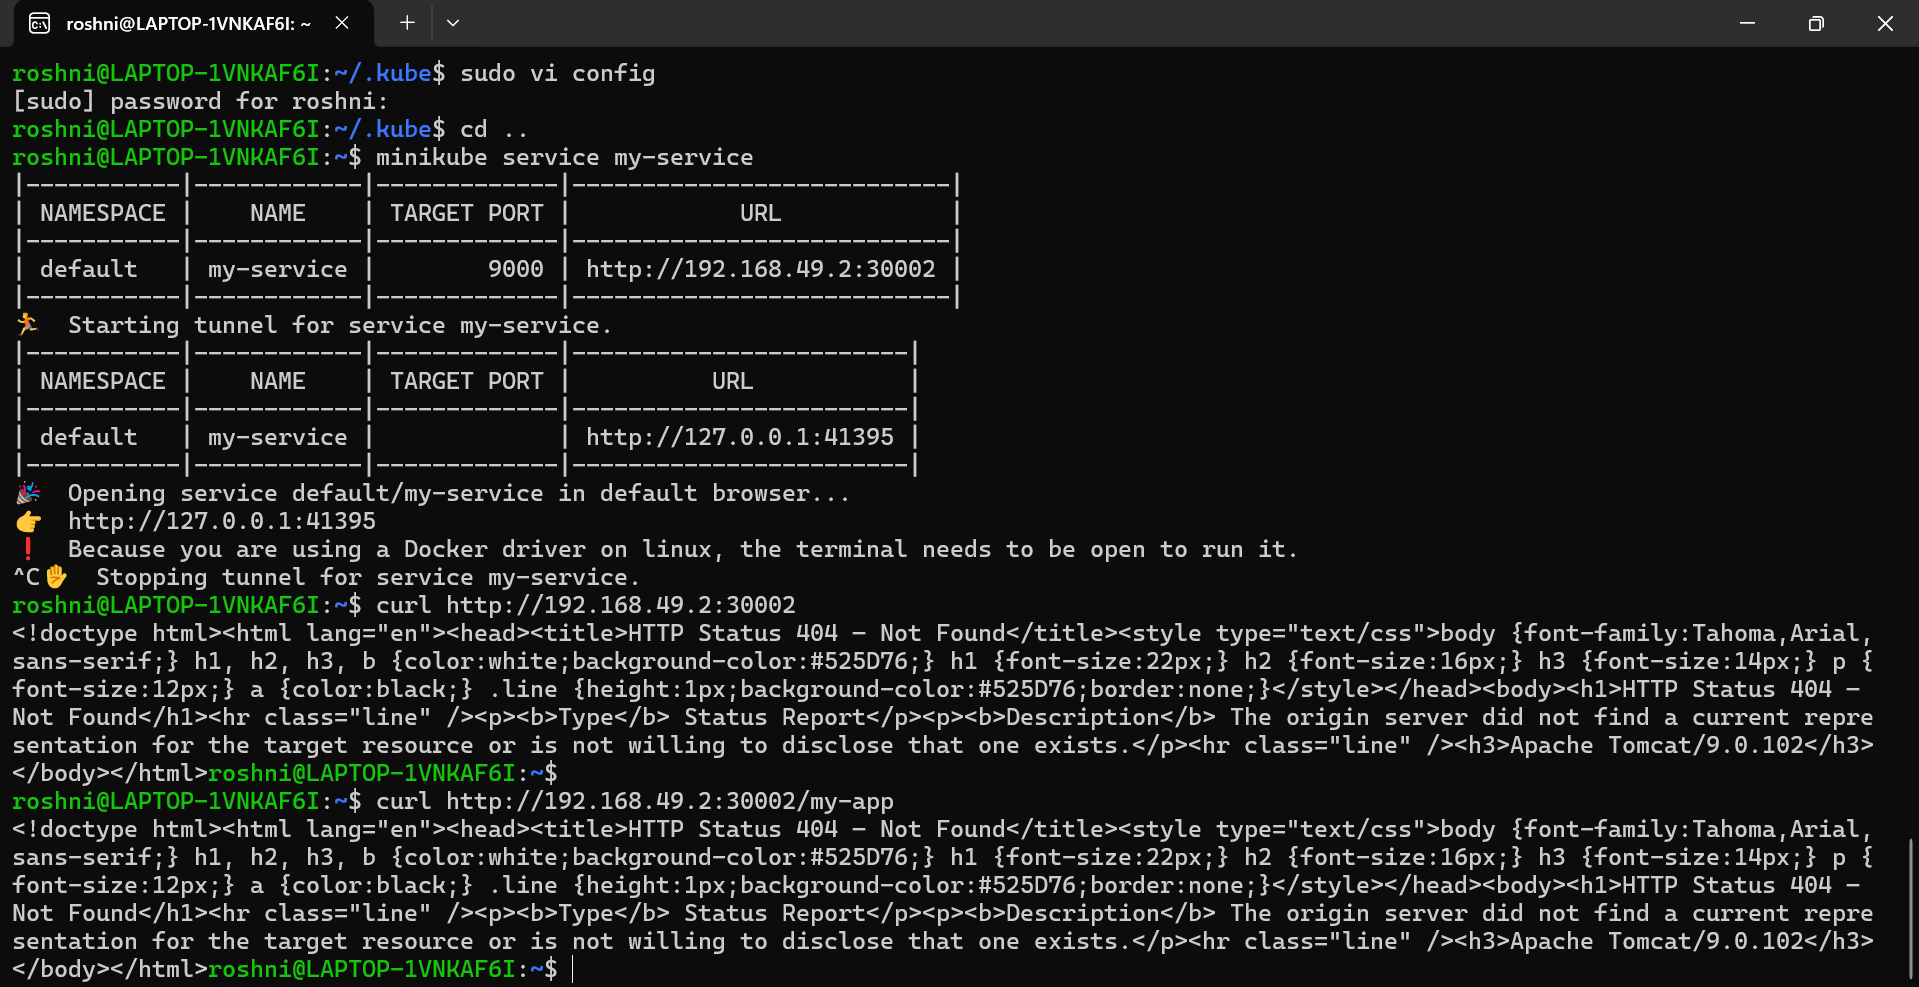 roshni@LAPTOP-1VNKAF6I: ~
roshni@LAPTOP-1VNKAF6I:~/.kube$ sudo vi config
[sudo] password for roshni:
roshni@LAPTOP-1VNKAF6I:~/.kube$ cd ..
roshni@LAPTOP-1VNKAF6I:~$ minikube service my-service
|-----------|------------|-------------|---------------------------|
| NAMESPACE |    NAME    | TARGET PORT |            URL            |
|-----------|------------|-------------|---------------------------|
| default   | my-service |        9000 | http://192.168.49.2:30002 |
|-----------|------------|-------------|---------------------------|
🏃  Starting tunnel for service my-service.
|-----------|------------|-------------|------------------------|
| NAMESPACE |    NAME    | TARGET PORT |          URL           |
|-----------|------------|-------------|------------------------|
| default   | my-service |             | http://127.0.0.1:41395 |
|-----------|------------|-------------|------------------------|
🎉  Opening service default/my-service in default browser...
👉  http://127.0.0.1:41395
❗  Because you are using a Docker driver on linux, the terminal needs to be open to run it.
^C✋  Stopping tunnel for service my-service.
roshni@LAPTOP-1VNKAF6I:~$ curl http://192.168.49.2:30002
<!doctype html><html lang="en"><head><title>HTTP Status 404 – Not Found</title><style type="text/css">body {font-family:Tahoma,Arial,
sans-serif;} h1, h2, h3, b {color:white;background-color:#525D76;} h1 {font-size:22px;} h2 {font-size:16px;} h3 {font-size:14px;} p {
font-size:12px;} a {color:black;} .line {height:1px;background-color:#525D76;border:none;}</style></head><body><h1>HTTP Status 404 –
Not Found</h1><hr class="line" /><p><b>Type</b> Status Report</p><p><b>Description</b> The origin server did not find a current repre
sentation for the target resource or is not willing to disclose that one exists.</p><hr class="line" /><h3>Apache Tomcat/9.0.102</h3>
</body></html>roshni@LAPTOP-1VNKAF6I:~$
roshni@LAPTOP-1VNKAF6I:~$ curl http://192.168.49.2:30002/my-app
<!doctype html><html lang="en"><head><title>HTTP Status 404 – Not Found</title><style type="text/css">body {font-family:Tahoma,Arial,
sans-serif;} h1, h2, h3, b {color:white;background-color:#525D76;} h1 {font-size:22px;} h2 {font-size:16px;} h3 {font-size:14px;} p {
font-size:12px;} a {color:black;} .line {height:1px;background-color:#525D76;border:none;}</style></head><body><h1>HTTP Status 404 –
Not Found</h1><hr class="line" /><p><b>Type</b> Status Report</p><p><b>Description</b> The origin server did not find a current repre
sentation for the target resource or is not willing to disclose that one exists.</p><hr class="line" /><h3>Apache Tomcat/9.0.102</h3>
</body></html>roshni@LAPTOP-1VNKAF6I:~$